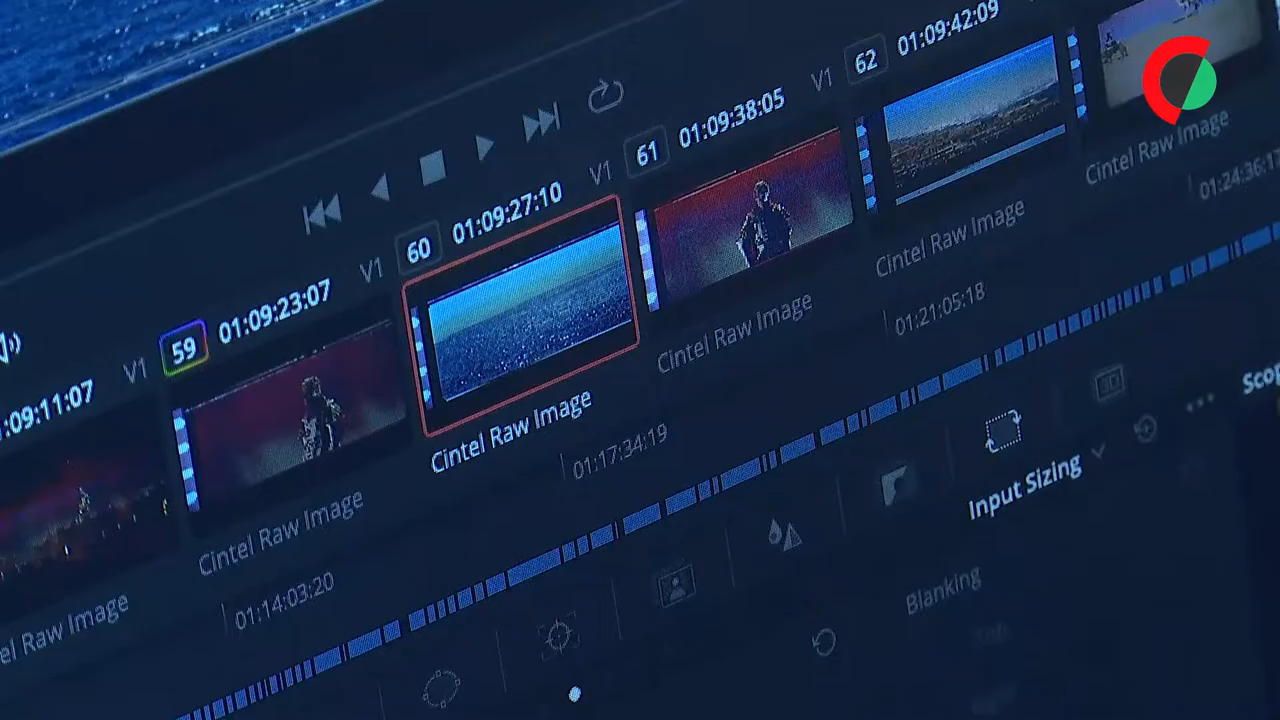 V1 62 01:09:42:09
V1 61 01:09:38:05
V1 60 01:09:27:10
V1 59 01:09:23:07
:09:11:07
Cintel Raw Image
Cintel Raw Image
Cintel Raw Image
Cintel Raw Image
Cintel Raw Image
el Raw Image
01:24:36:1
01:21:05:18
01:17:34:19
01:14:03:20
3D
Scop
Input Sizing
Blanking